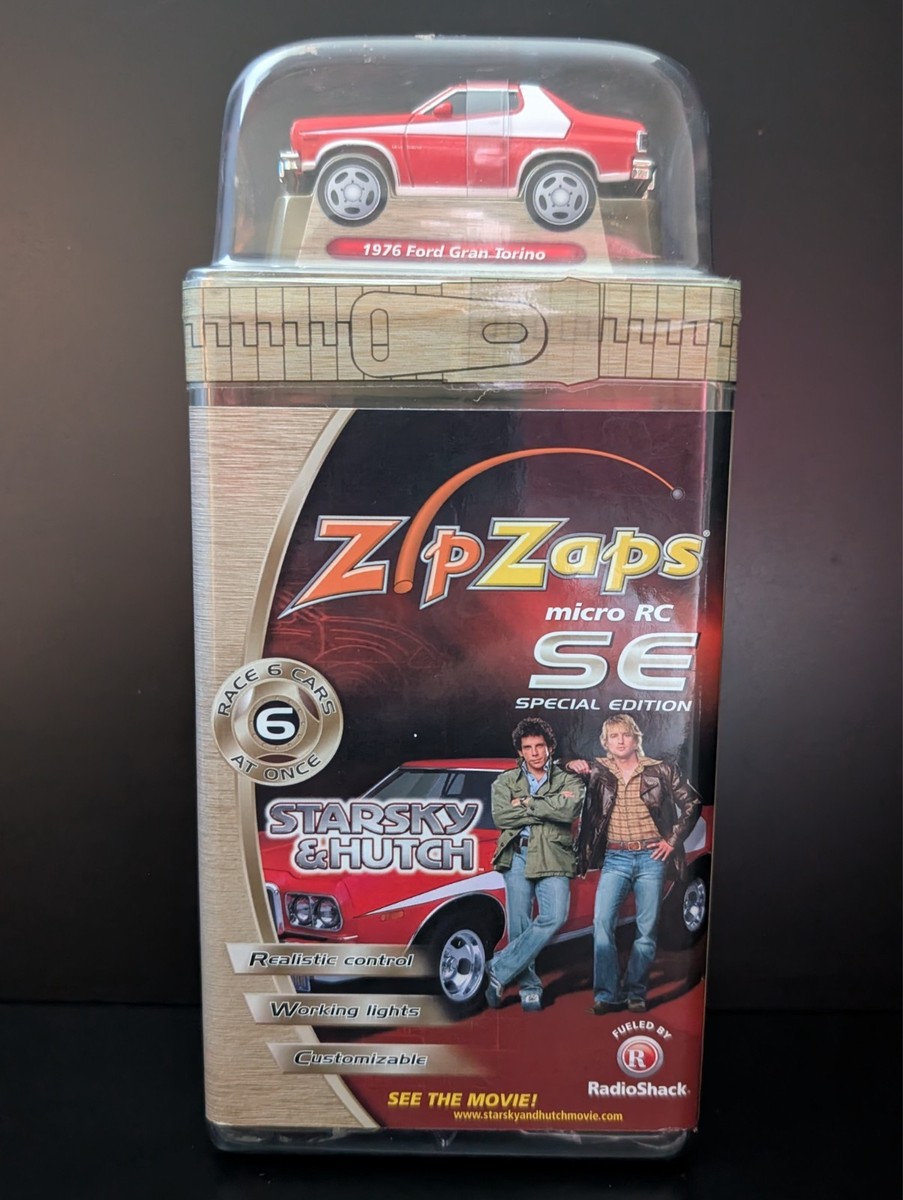 1976 Ford Gran Torino
ZipZaps®
micro RC
SE
SPECIAL EDITION
RACE 6 CARS
6
AT ONCE
STARSKY
& HUTCH™
Realistic control
Working lights
Customizable
FUELED BY
R
RadioShack®
SEE THE MOVIE!
www.starskyandhutchmovie.com